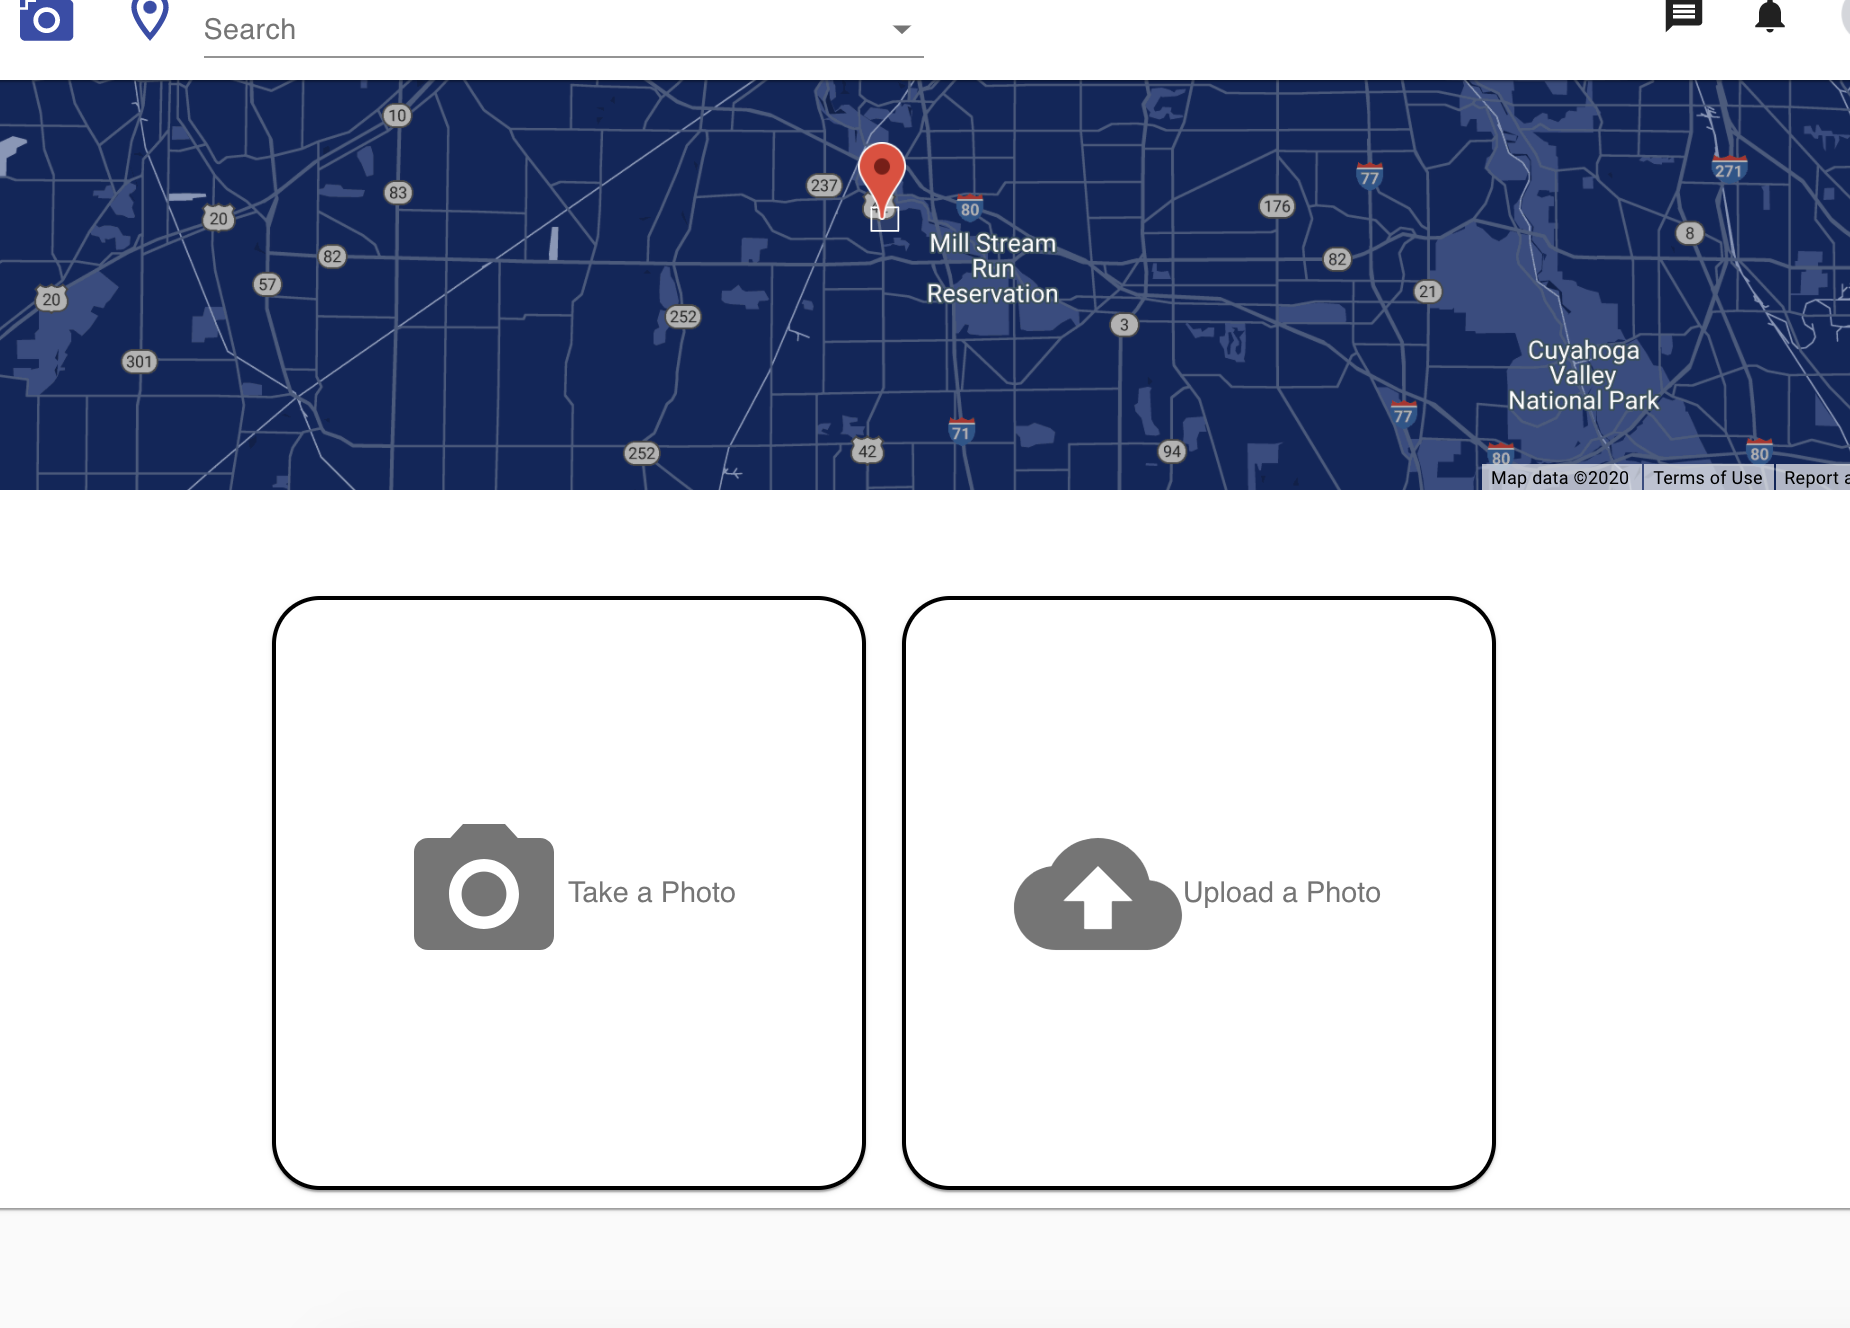 Search
10
83
237
20
82
57
20
252
301
252
42
80
Mill Stream
Run
Reservation
77
176
271
8
82
21
3
Cuyahoga
Valley
National Park
77
71
94
80
80
Map data ©2020
Terms of Use
Report a
Take a Photo
Upload a Photo